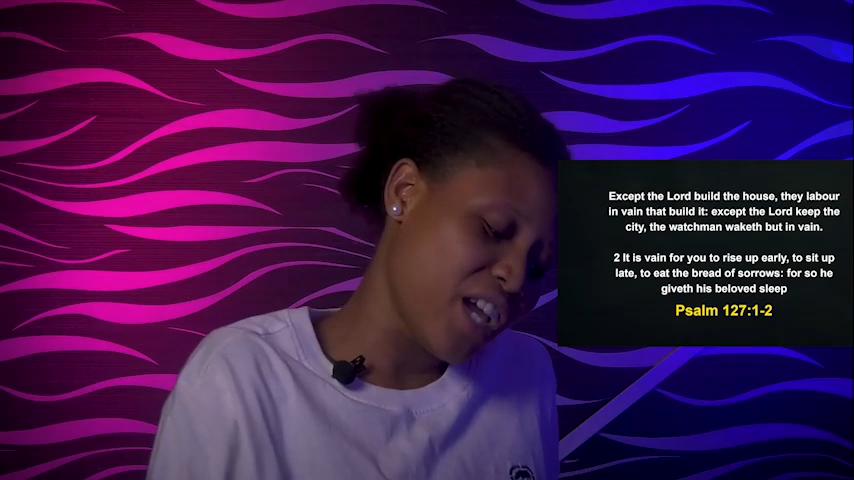 Except the Lord build the house, they labour
in vain that build it: except the Lord keep the
city, the watchman waketh but in vain.
2 It is vain for you to rise up early, to sit up
late, to eat the bread of sorrows: for so he
giveth his beloved sleep
Psalm 127:1-2